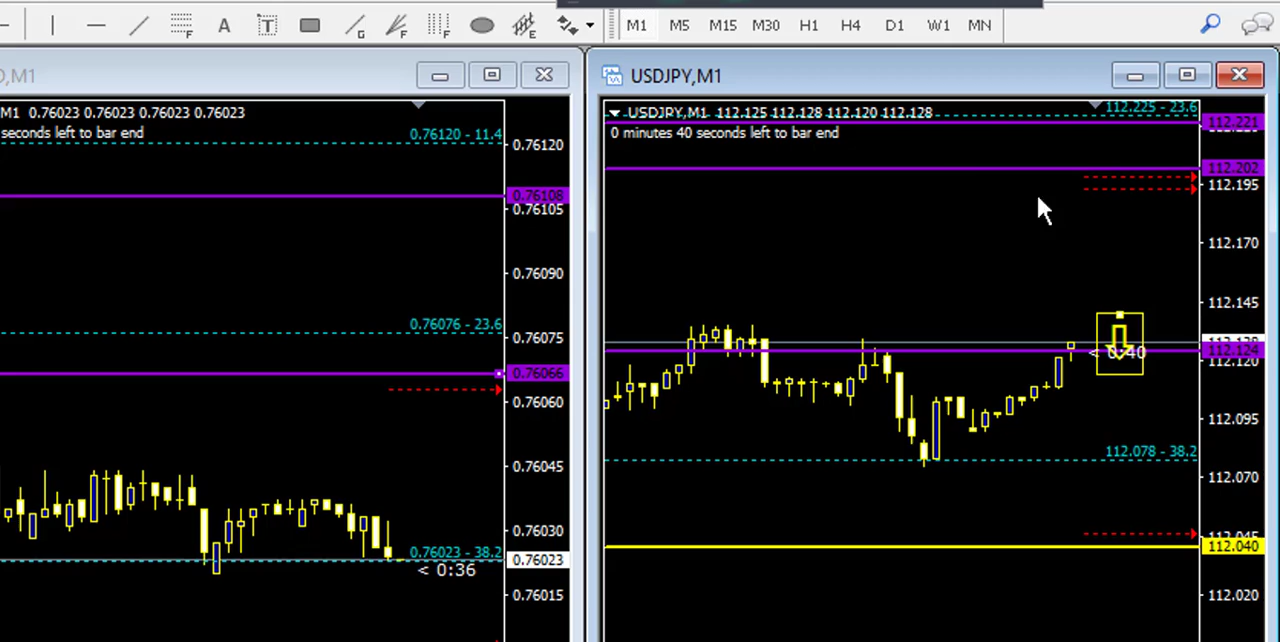 A T F F F E E
M1 M5 M15 M30 H1 H4 D1 W1 MN
,M1
M1 0.76023 0.76023 0.76023 0.76023
seconds left to bar end
0.76120 - 11.4
0.76120
0.76108
0.76105
0.76090
0.76076 - 23.6
0.76075
0.76066
0.76060
0.76045
0.76030
0.76023 - 38.2
0.76023
< 0:36
0.76015
USDJPY,M1
USDJPY,M1 112.125 112.128 112.120 112.128
0 minutes 40 seconds left to bar end
112.225 - 23.6
112.221
112.202
112.195
112.170
112.145
112.124
< 0:40
112.120
112.095
112.078 - 38.2
112.070
112.040
112.020